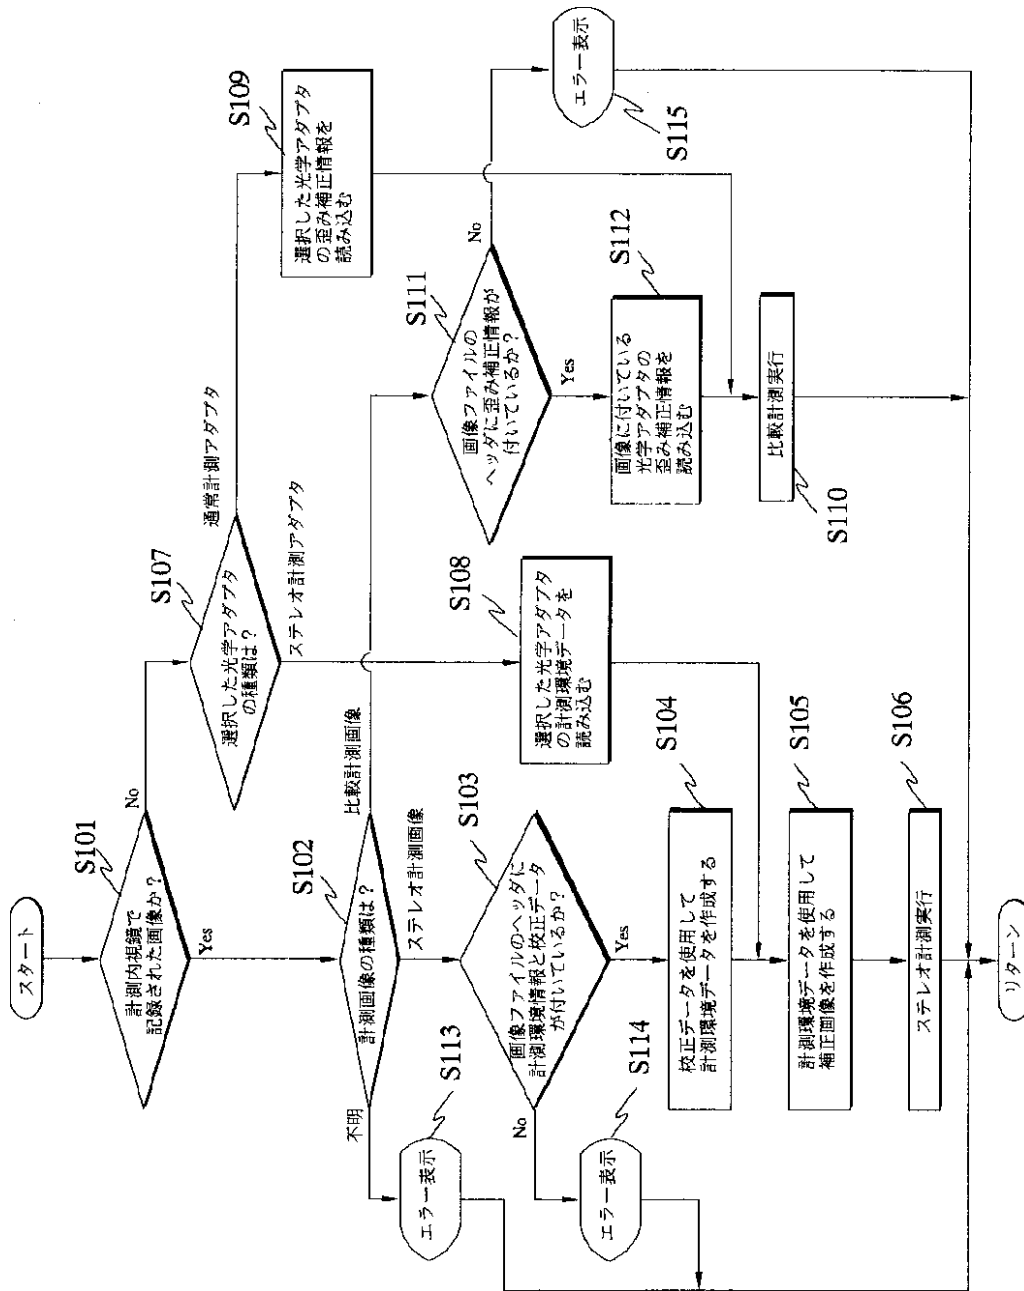 スタート
S101
計測内視鏡で
記録された画像か？
No
Yes
S107
選択した光学アダプタ
の種類は？
通常計測アダプタ
ステレオ計測アダプタ
S109
選択した光学アダプタ
の歪み補正情報を
読み込む
S102
計測画像の種類は？
不明
比較計測画像
ステレオ計測画像
S113
エラー表示
S103
画像ファイルのヘッダに
計測環境情報と校正データ
が付いているか？
No
Yes
S114
エラー表示
S108
選択した光学アダプタ
の計測環境データを
読み込む
S111
画像ファイルの
ヘッダに歪み補正情報が
付いているか？
No
Yes
S115
エラー表示
S112
画像に付いている
光学アダプタの
歪み補正情報を
読み込む
S104
校正データを使用して
計測環境データを作成する
S105
計測環境データを使用して
補正画像を作成する
S106
ステレオ計測実行
比較計測実行
S110
リターン